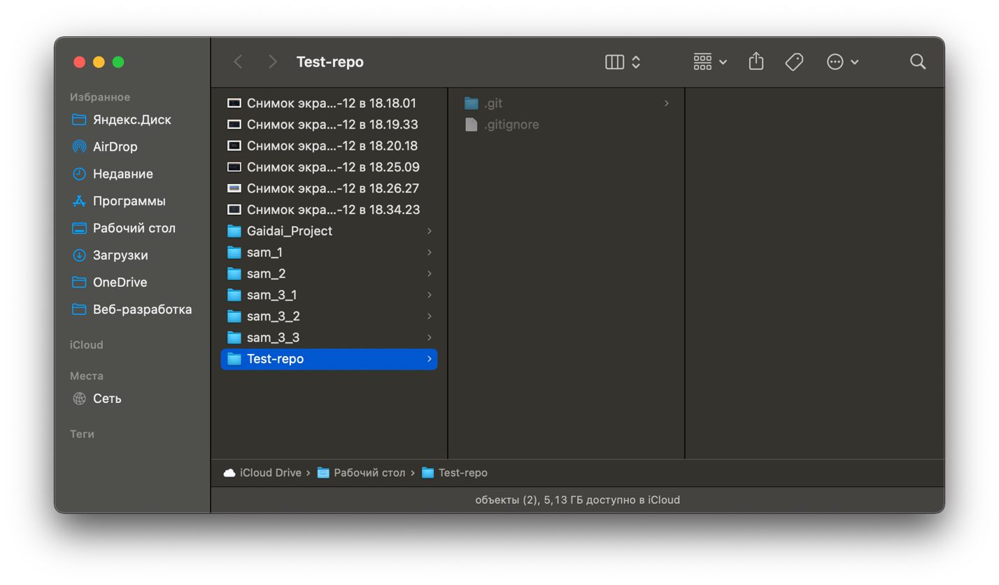 Test-repo
Избранное
Яндекс.Диск
AirDrop
Недавние
Программы
Рабочий стол
Загрузки
OneDrive
Веб-разработка
iCloud
Места
Сеть
Теги
Снимок экра...-12 в 18.18.01
Снимок экра...-12 в 18.19.33
Снимок экра...-12 в 18.20.18
Снимок экра...-12 в 18.25.09
Снимок экра...-12 в 18.26.27
Снимок экра...-12 в 18.34.23
Gaidai_Project
sam_1
sam_2
sam_3_1
sam_3_2
sam_3_3
Test-repo
.git
.gitignore
iCloud Drive › Рабочий стол › Test-repo
объекты (2), 5,13 ГБ доступно в iCloud